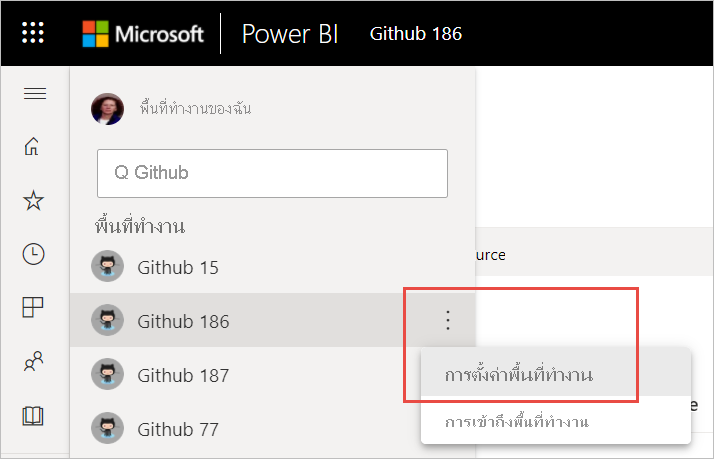 Microsoft Power BI Github 186
พื้นที่ทำงานของฉัน
Q Github
พื้นที่ทำงาน
Github 15
urce
Github 186
Github 187
การตั้งค่าพื้นที่ทำงาน
e
การเข้าถึงพื้นที่ทำงาน
Github 77